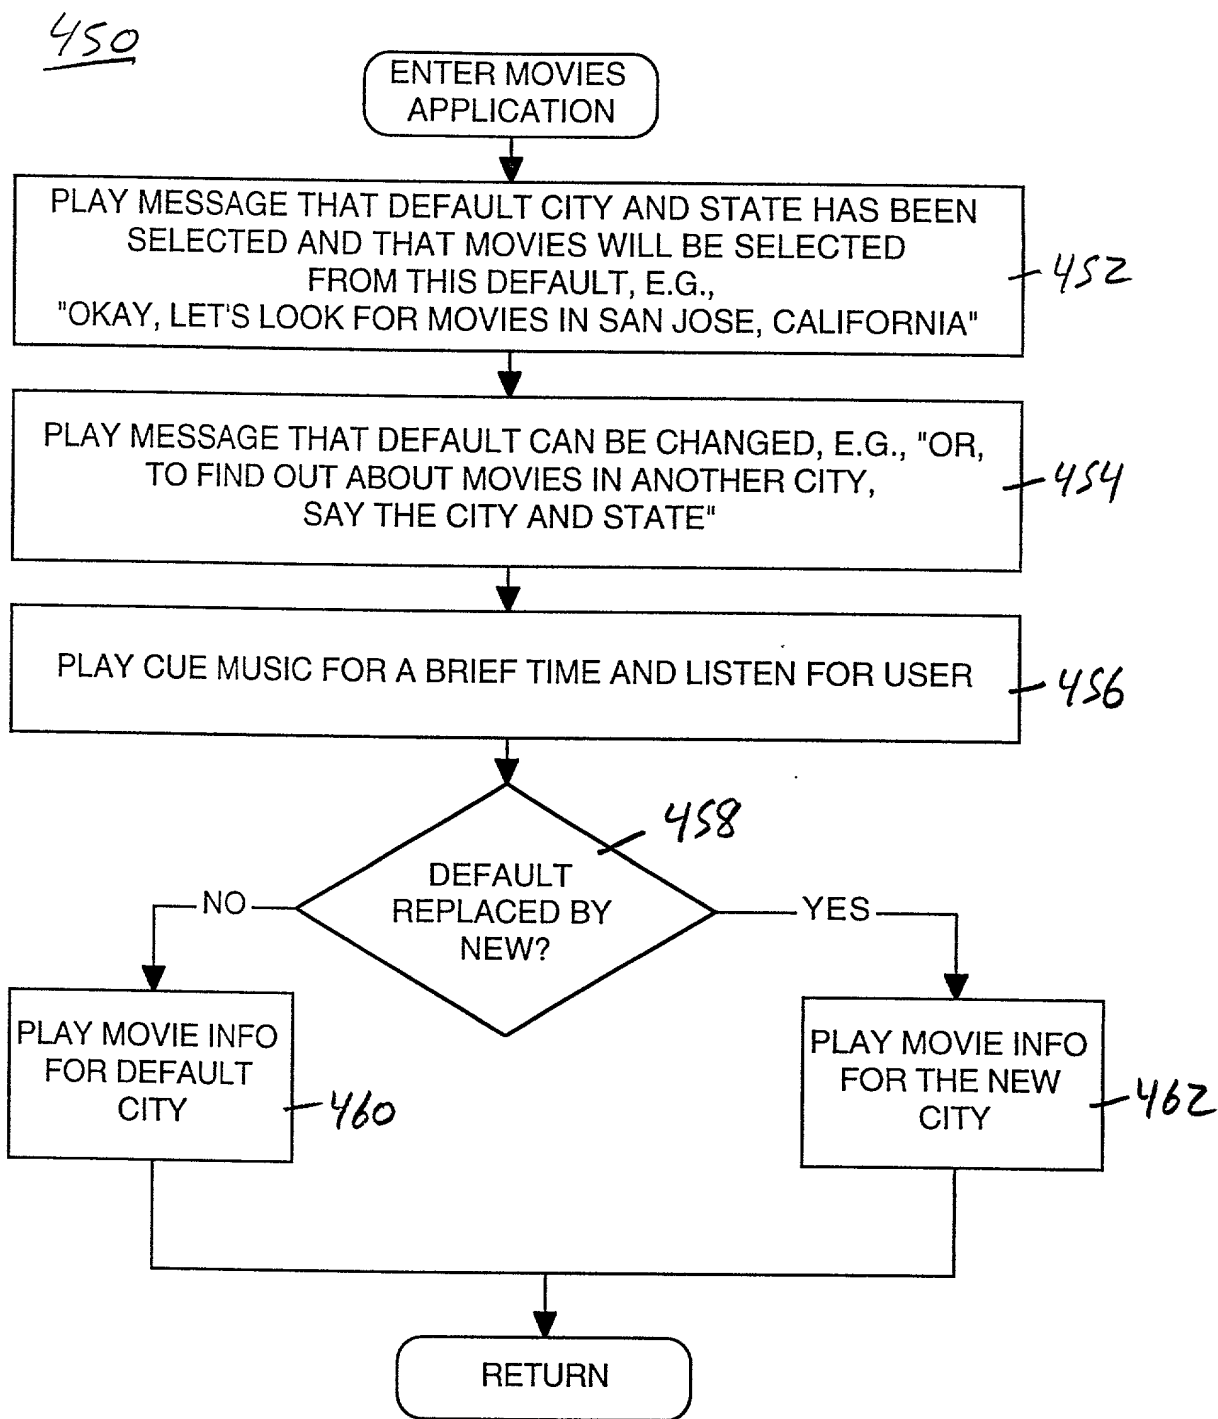 450
ENTER MOVIES
APPLICATION
PLAY MESSAGE THAT DEFAULT CITY AND STATE HAS BEEN
SELECTED AND THAT MOVIES WILL BE SELECTED
FROM THIS DEFAULT, E.G.,
"OKAY, LET'S LOOK FOR MOVIES IN SAN JOSE, CALIFORNIA"
452
PLAY MESSAGE THAT DEFAULT CAN BE CHANGED, E.G., "OR,
TO FIND OUT ABOUT MOVIES IN ANOTHER CITY,
SAY THE CITY AND STATE"
454
PLAY CUE MUSIC FOR A BRIEF TIME AND LISTEN FOR USER
456
458
DEFAULT
REPLACED BY
NEW?
NO
YES
PLAY MOVIE INFO
FOR DEFAULT
CITY
460
PLAY MOVIE INFO
FOR THE NEW
CITY
462
RETURN